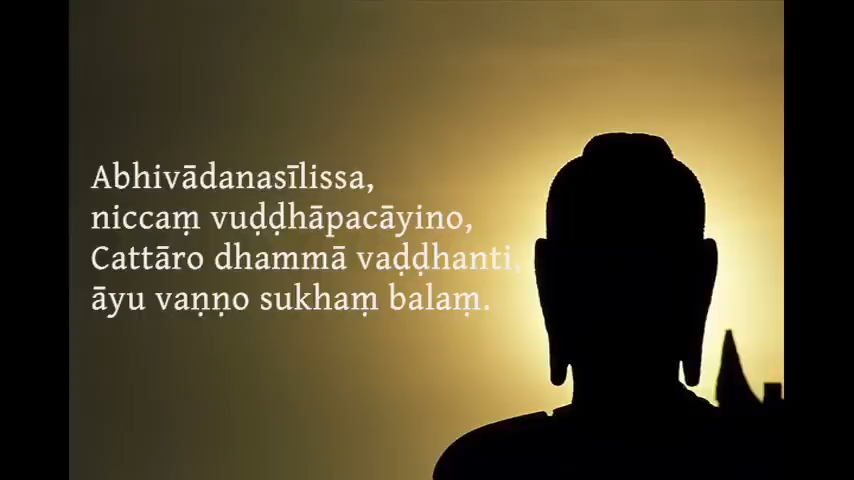 Abhivādanasīlissa,
niccaṃ vuḍḍhāpacāyino,
Cattāro dhammā vaḍḍhanti,
āyu vaṇṇo sukhaṃ balaṃ.